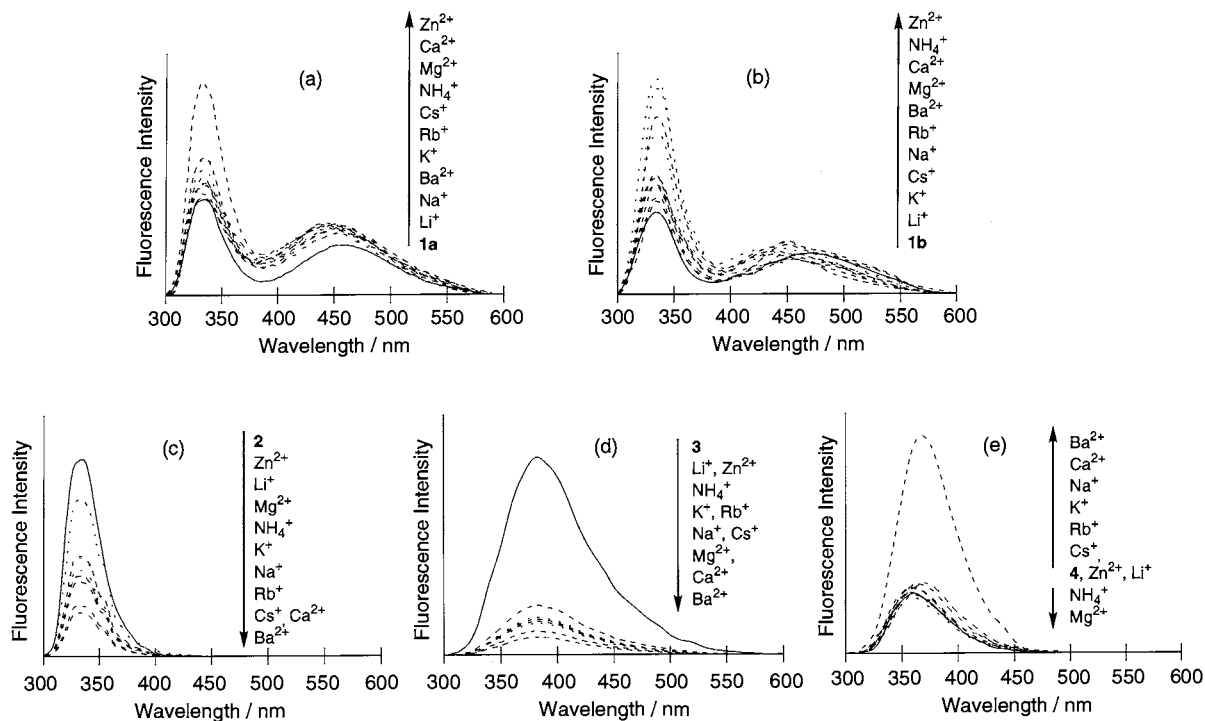 (a)
Fluorescence Intensity
Zn²⁺
Ca²⁺
Mg²⁺
NH₄⁺
Cs⁺
Rb⁺
K⁺
Ba²⁺
Na⁺
Li⁺
1a
300 350 400 450 500 550 600
Wavelength / nm
(b)
Fluorescence Intensity
Zn²⁺
NH₄⁺
Ca²⁺
Mg²⁺
Ba²⁺
Rb⁺
Na⁺
Cs⁺
K⁺
Li⁺
1b
300 350 400 450 500 550 600
Wavelength / nm
(c)
Fluorescence Intensity
2
Zn²⁺
Li⁺
Mg²⁺
NH₄⁺
K⁺
Na⁺
Rb⁺
Cs⁺, Ca²⁺
Ba²⁺
300 350 400 450 500 550 600
Wavelength / nm
(d)
Fluorescence Intensity
3
Li⁺, Zn²⁺
NH₄⁺
K⁺, Rb⁺
Na⁺, Cs⁺
Mg²⁺,
Ca²⁺
Ba²⁺
300 350 400 450 500 550 600
Wavelength / nm
(e)
Fluorescence Intensity
Ba²⁺
Ca²⁺
Na⁺
K⁺
Rb⁺
Cs⁺,
4, Zn²⁺, Li⁺
NH₄⁺
Mg²⁺
300 350 400 450 500 550 600
Wavelength / nm